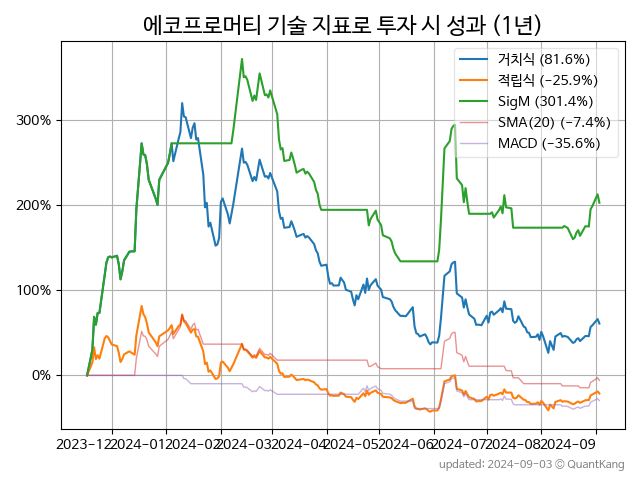 에코프로머티 기술 지표로 투자 시 성과 (1년)
거치식 (81.6%)
적립식 (−25.9%)
SigM (301.4%)
SMA(20) (−7.4%)
MACD (−35.6%)
300%
200%
100%
0%
2023−12 2024−01 2024−02 2024−03 2024−04 2024−05 2024−06 2024−07 2024−08 2024−09
updated: 2024−09−03 © QuantKang